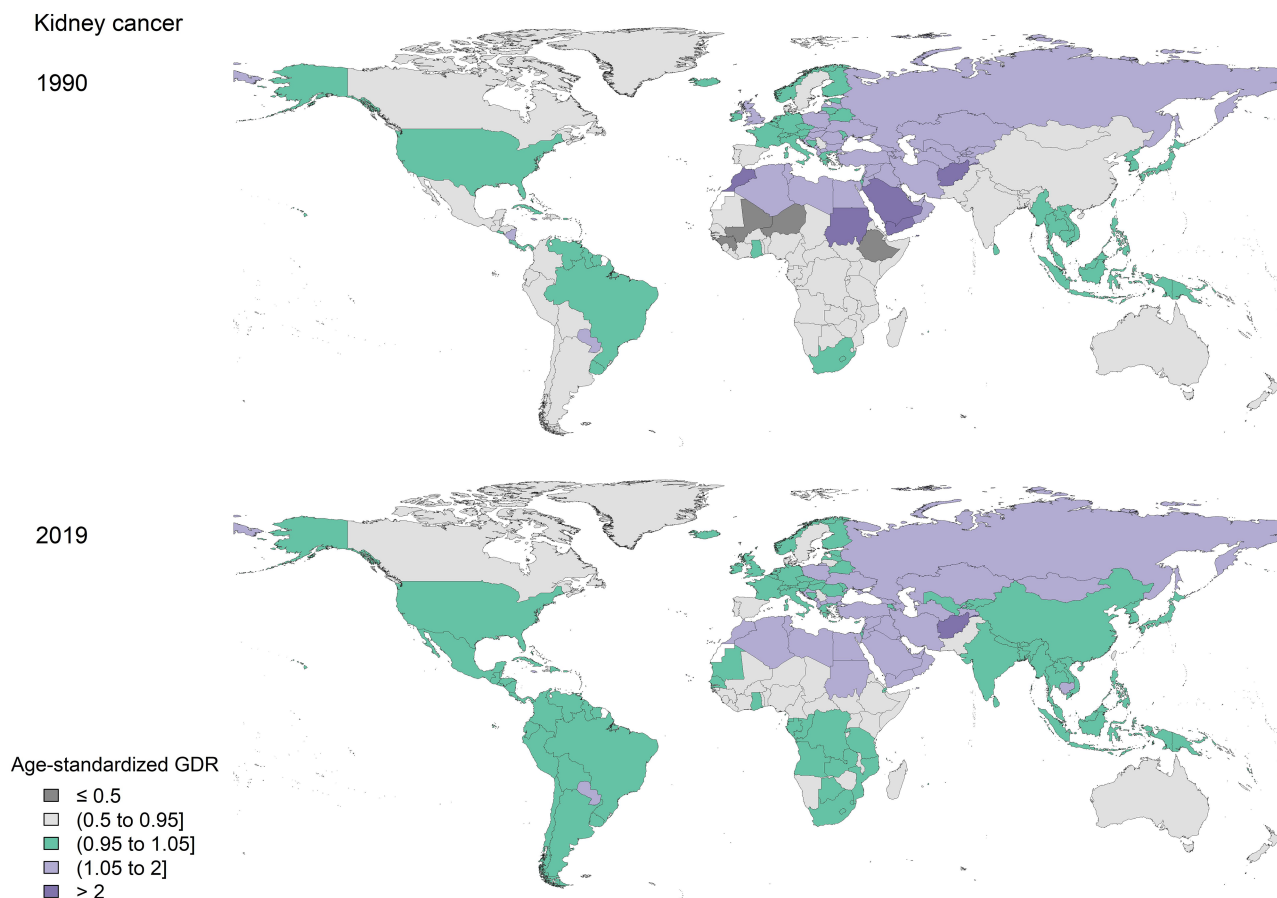 Kidney cancer
1990
2019
Age-standardized GDR
≤ 0.5
(0.5 to 0.95]
(0.95 to 1.05]
(1.05 to 2]
> 2